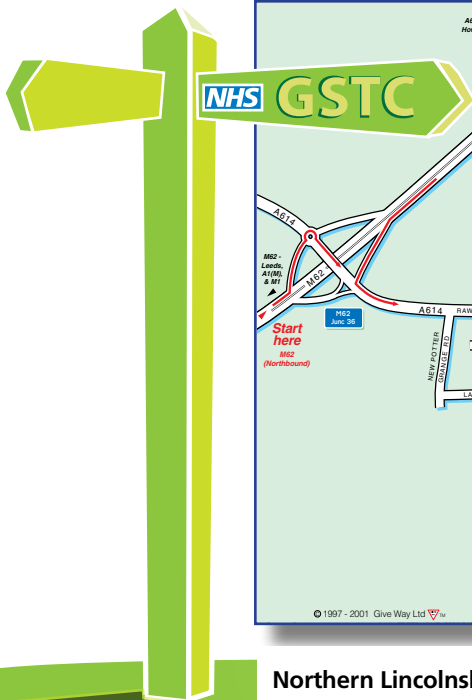 NHS GSTC
A614
M62 -
Leeds,
A1(M),
& M1
M62
Start
here
M62
(Northbound)
M62
Junc 36
A614
NEW POTTER
GRANGE RD
© 1997 - 2001 Give Way Ltd TM
Northern